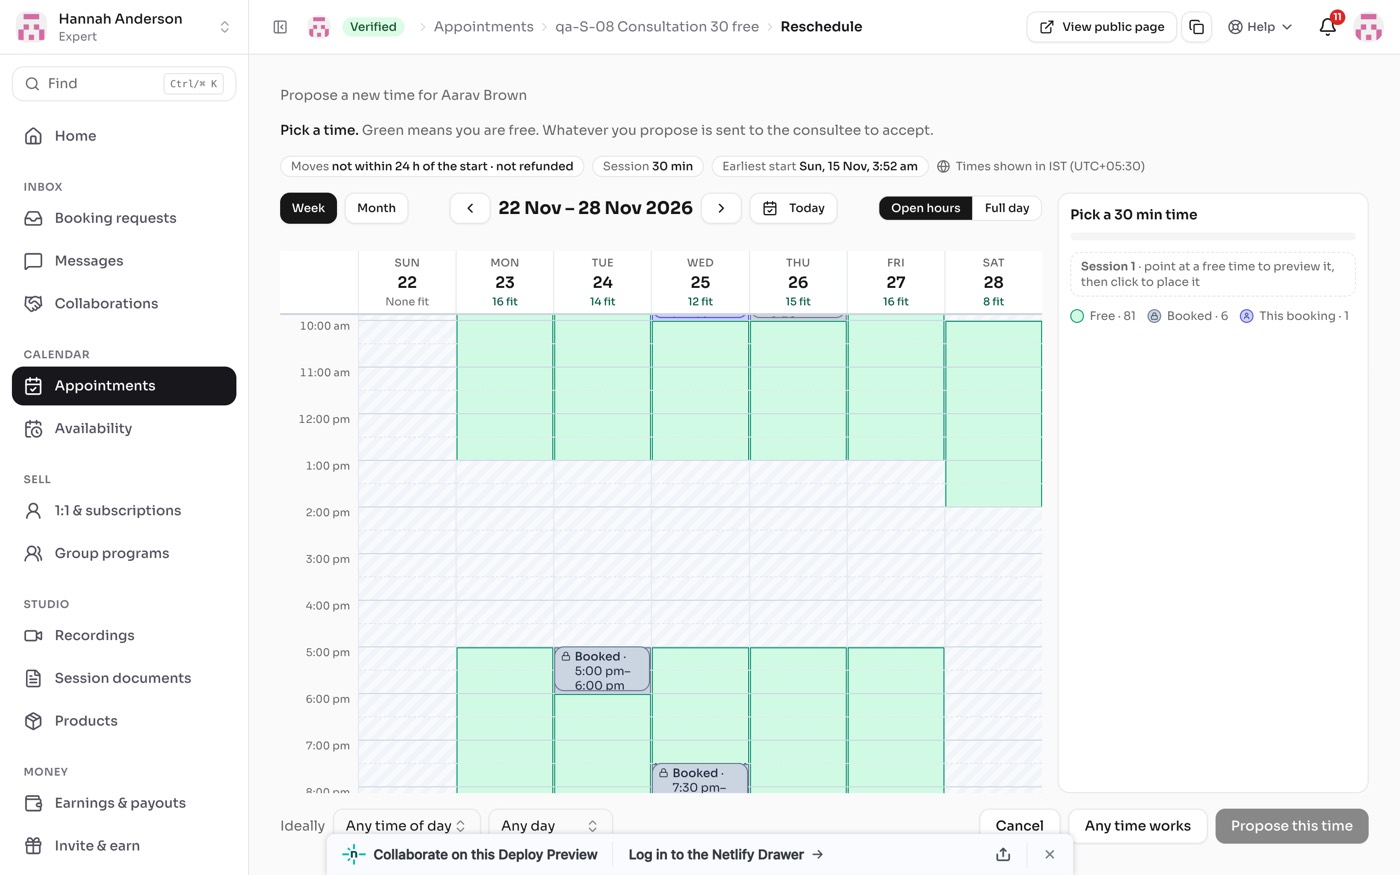 Hannah Anderson
Expert
Verified
Appointments
qa-S-08 Consultation 30 free
Reschedule
View public page
Help
11
Find
Ctrl/⌘ K
Home
INBOX
Booking requests
Messages
Collaborations
CALENDAR
Appointments
Availability
SELL
1:1 & subscriptions
Group programs
STUDIO
Recordings
Session documents
Products
MONEY
Earnings & payouts
Invite & earn
Propose a new time for Aarav Brown
Pick a time. Green means you are free. Whatever you propose is sent to the consultee to accept.
Moves not within 24 h of the start · not refunded
Session 30 min
Earliest start Sun, 15 Nov, 3:52 am
Times shown in IST (UTC+05:30)
Week
Month
22 Nov – 28 Nov 2026
Today
Open hours
Full day
SUN
22
None fit
MON
23
16 fit
TUE
24
14 fit
WED
25
12 fit
THU
26
15 fit
FRI
27
16 fit
SAT
28
8 fit
10:00 am
11:00 am
12:00 pm
1:00 pm
2:00 pm
3:00 pm
4:00 pm
5:00 pm
6:00 pm
7:00 pm
8:00 pm
Booked ·
5:00 pm–
6:00 pm
Booked ·
7:30 pm–
Pick a 30 min time
Session 1 · point at a free time to preview it,
then click to place it
Free · 81
Booked · 6
This booking · 1
Ideally
Any time of day
Any day
Cancel
Any time works
Propose this time
Collaborate on this Deploy Preview
Log in to the Netlify Drawer →